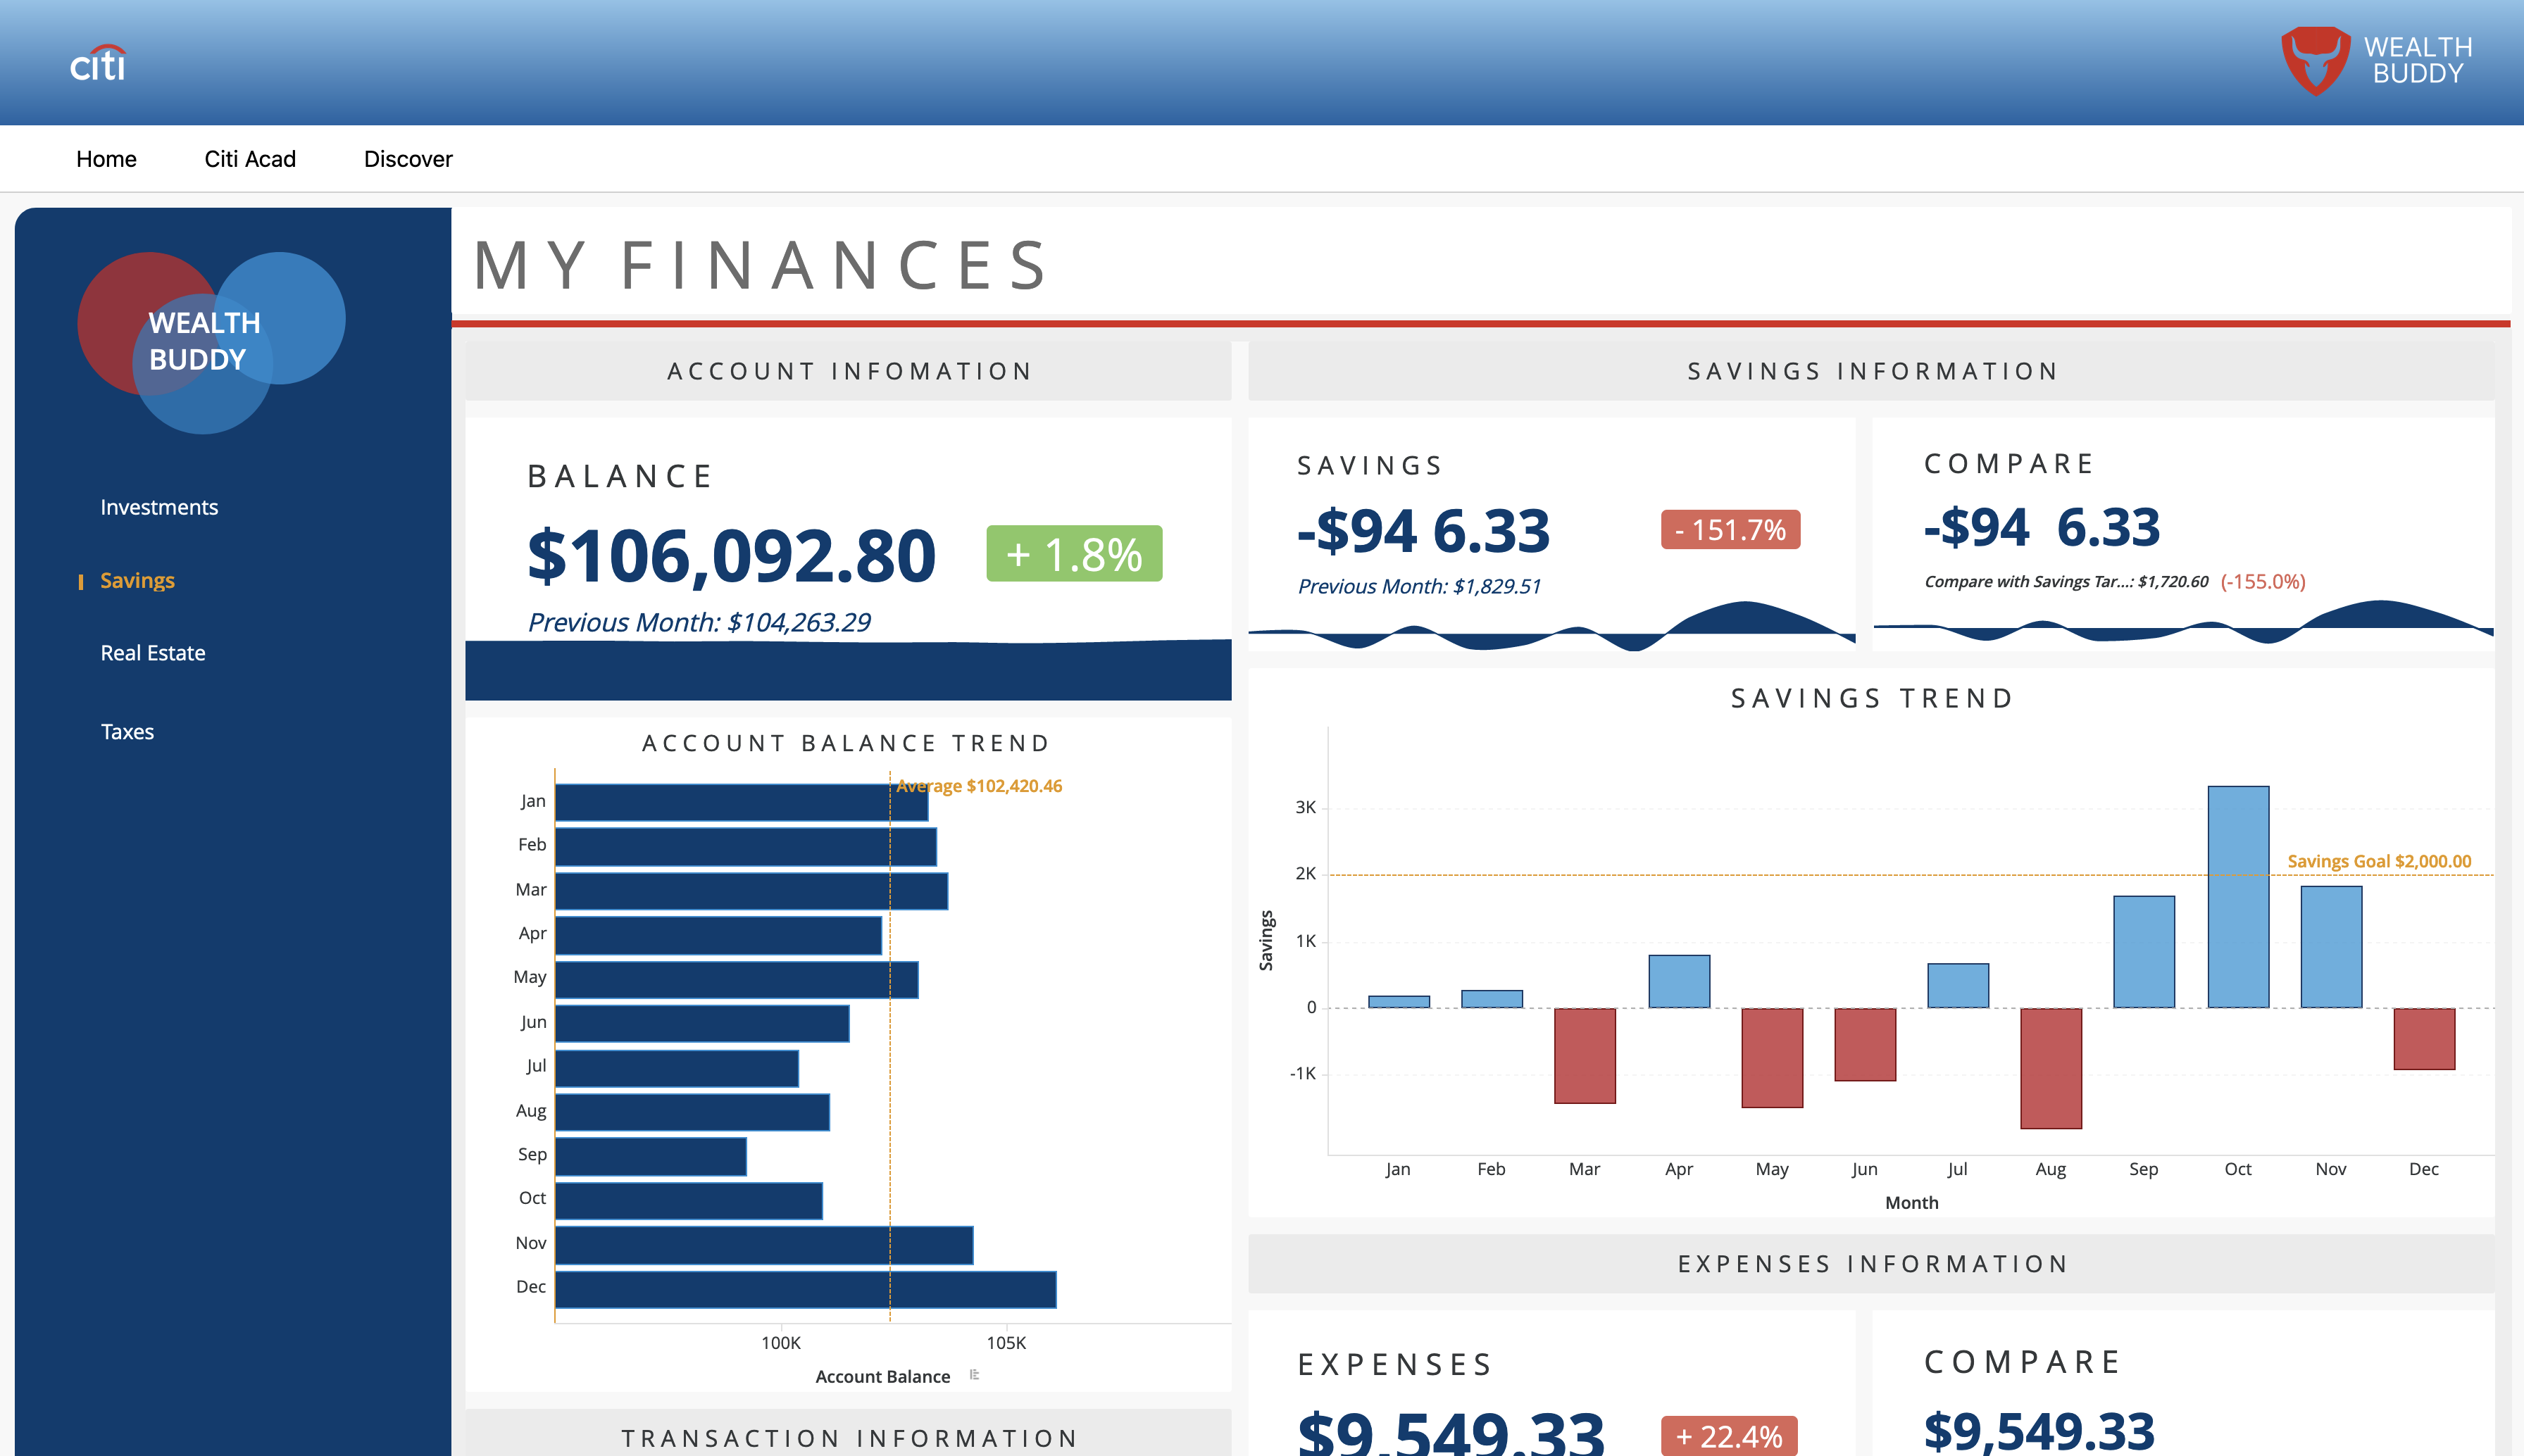 citi
WEALTH
BUDDY
Home
Citi Acad
Discover
WEALTH
BUDDY
Investments
Savings
Real Estate
Taxes
MY FINANCES
ACCOUNT INFOMATION
BALANCE
$106,092.80
+ 1.8%
Previous Month: $104,263.29
ACCOUNT BALANCE TREND
Average $102,420.46
Jan
Feb
Mar
Apr
May
Jun
Jul
Aug
Sep
Oct
Nov
Dec
100K
105K
Account Balance
TRANSACTION INFORMATION
SAVINGS INFORMATION
SAVINGS
-$94 6.33
- 151.7%
Previous Month: $1,829.51
COMPARE
-$94 6.33
Compare with Savings Tar...: $1,720.60 (-155.0%)
SAVINGS TREND
Savings
3K
2K
1K
0
-1K
Savings Goal $2,000.00
Jan
Feb
Mar
Apr
May
Jun
Jul
Aug
Sep
Oct
Nov
Dec
Month
EXPENSES INFORMATION
EXPENSES
$9,549.33
+ 22.4%
COMPARE
$9,549.33